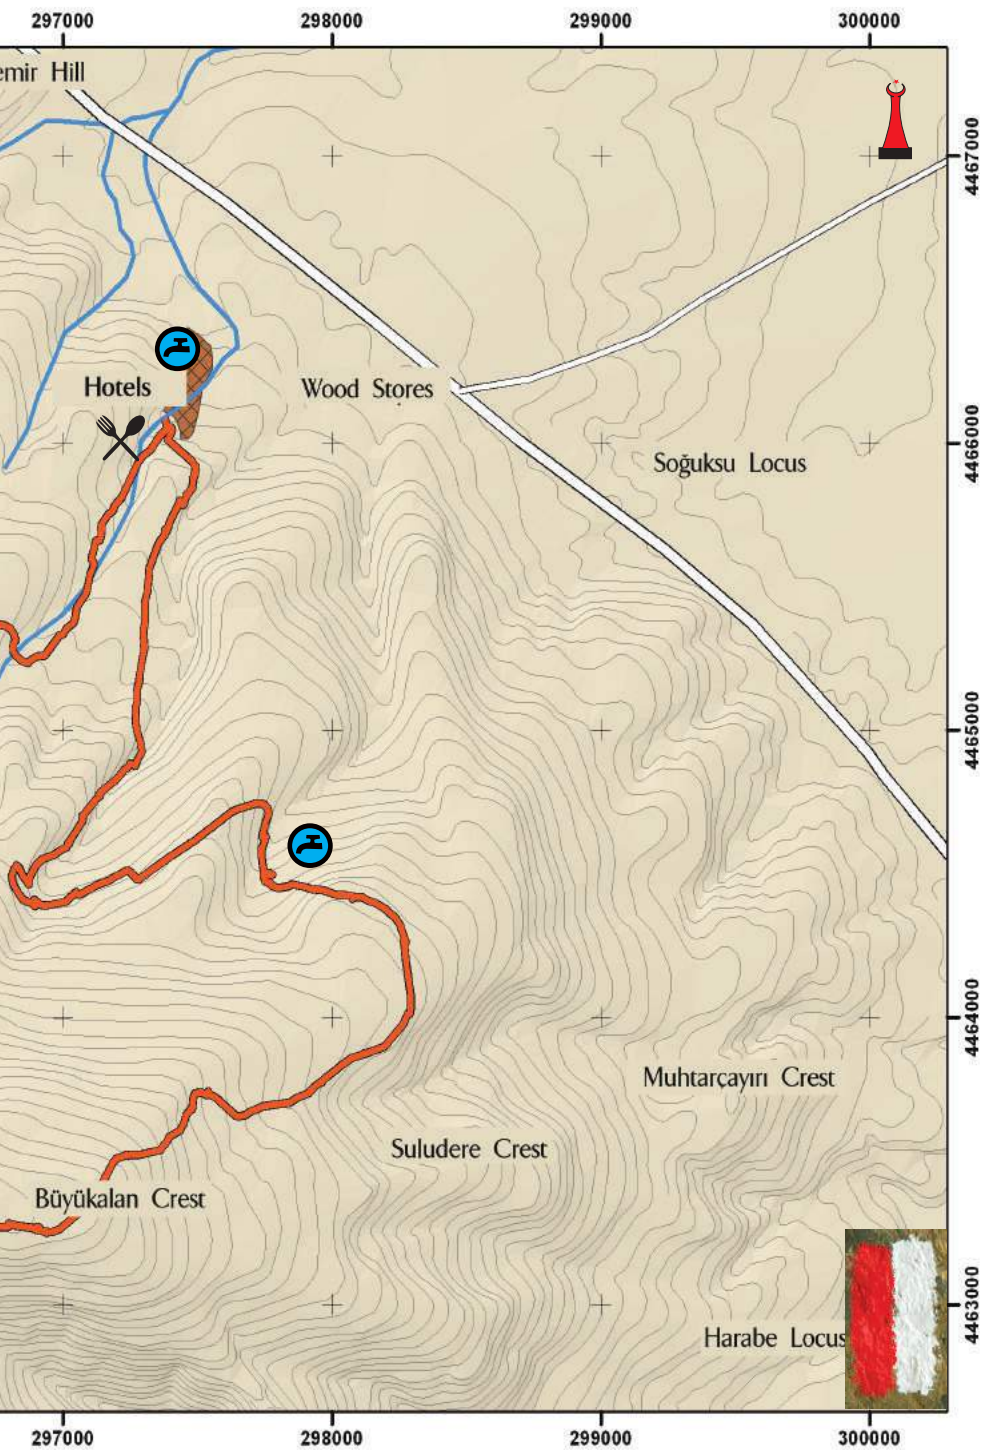 297000 298000 299000 300000
emir Hill
4467000
Hotels
Wood Stores
4466000
Soğuksu Locus
4465000
4464000
Muhtarçayırı Crest
Suludere Crest
Büyükalan Crest
4463000
Harabe Locus
297000 298000 299000 300000